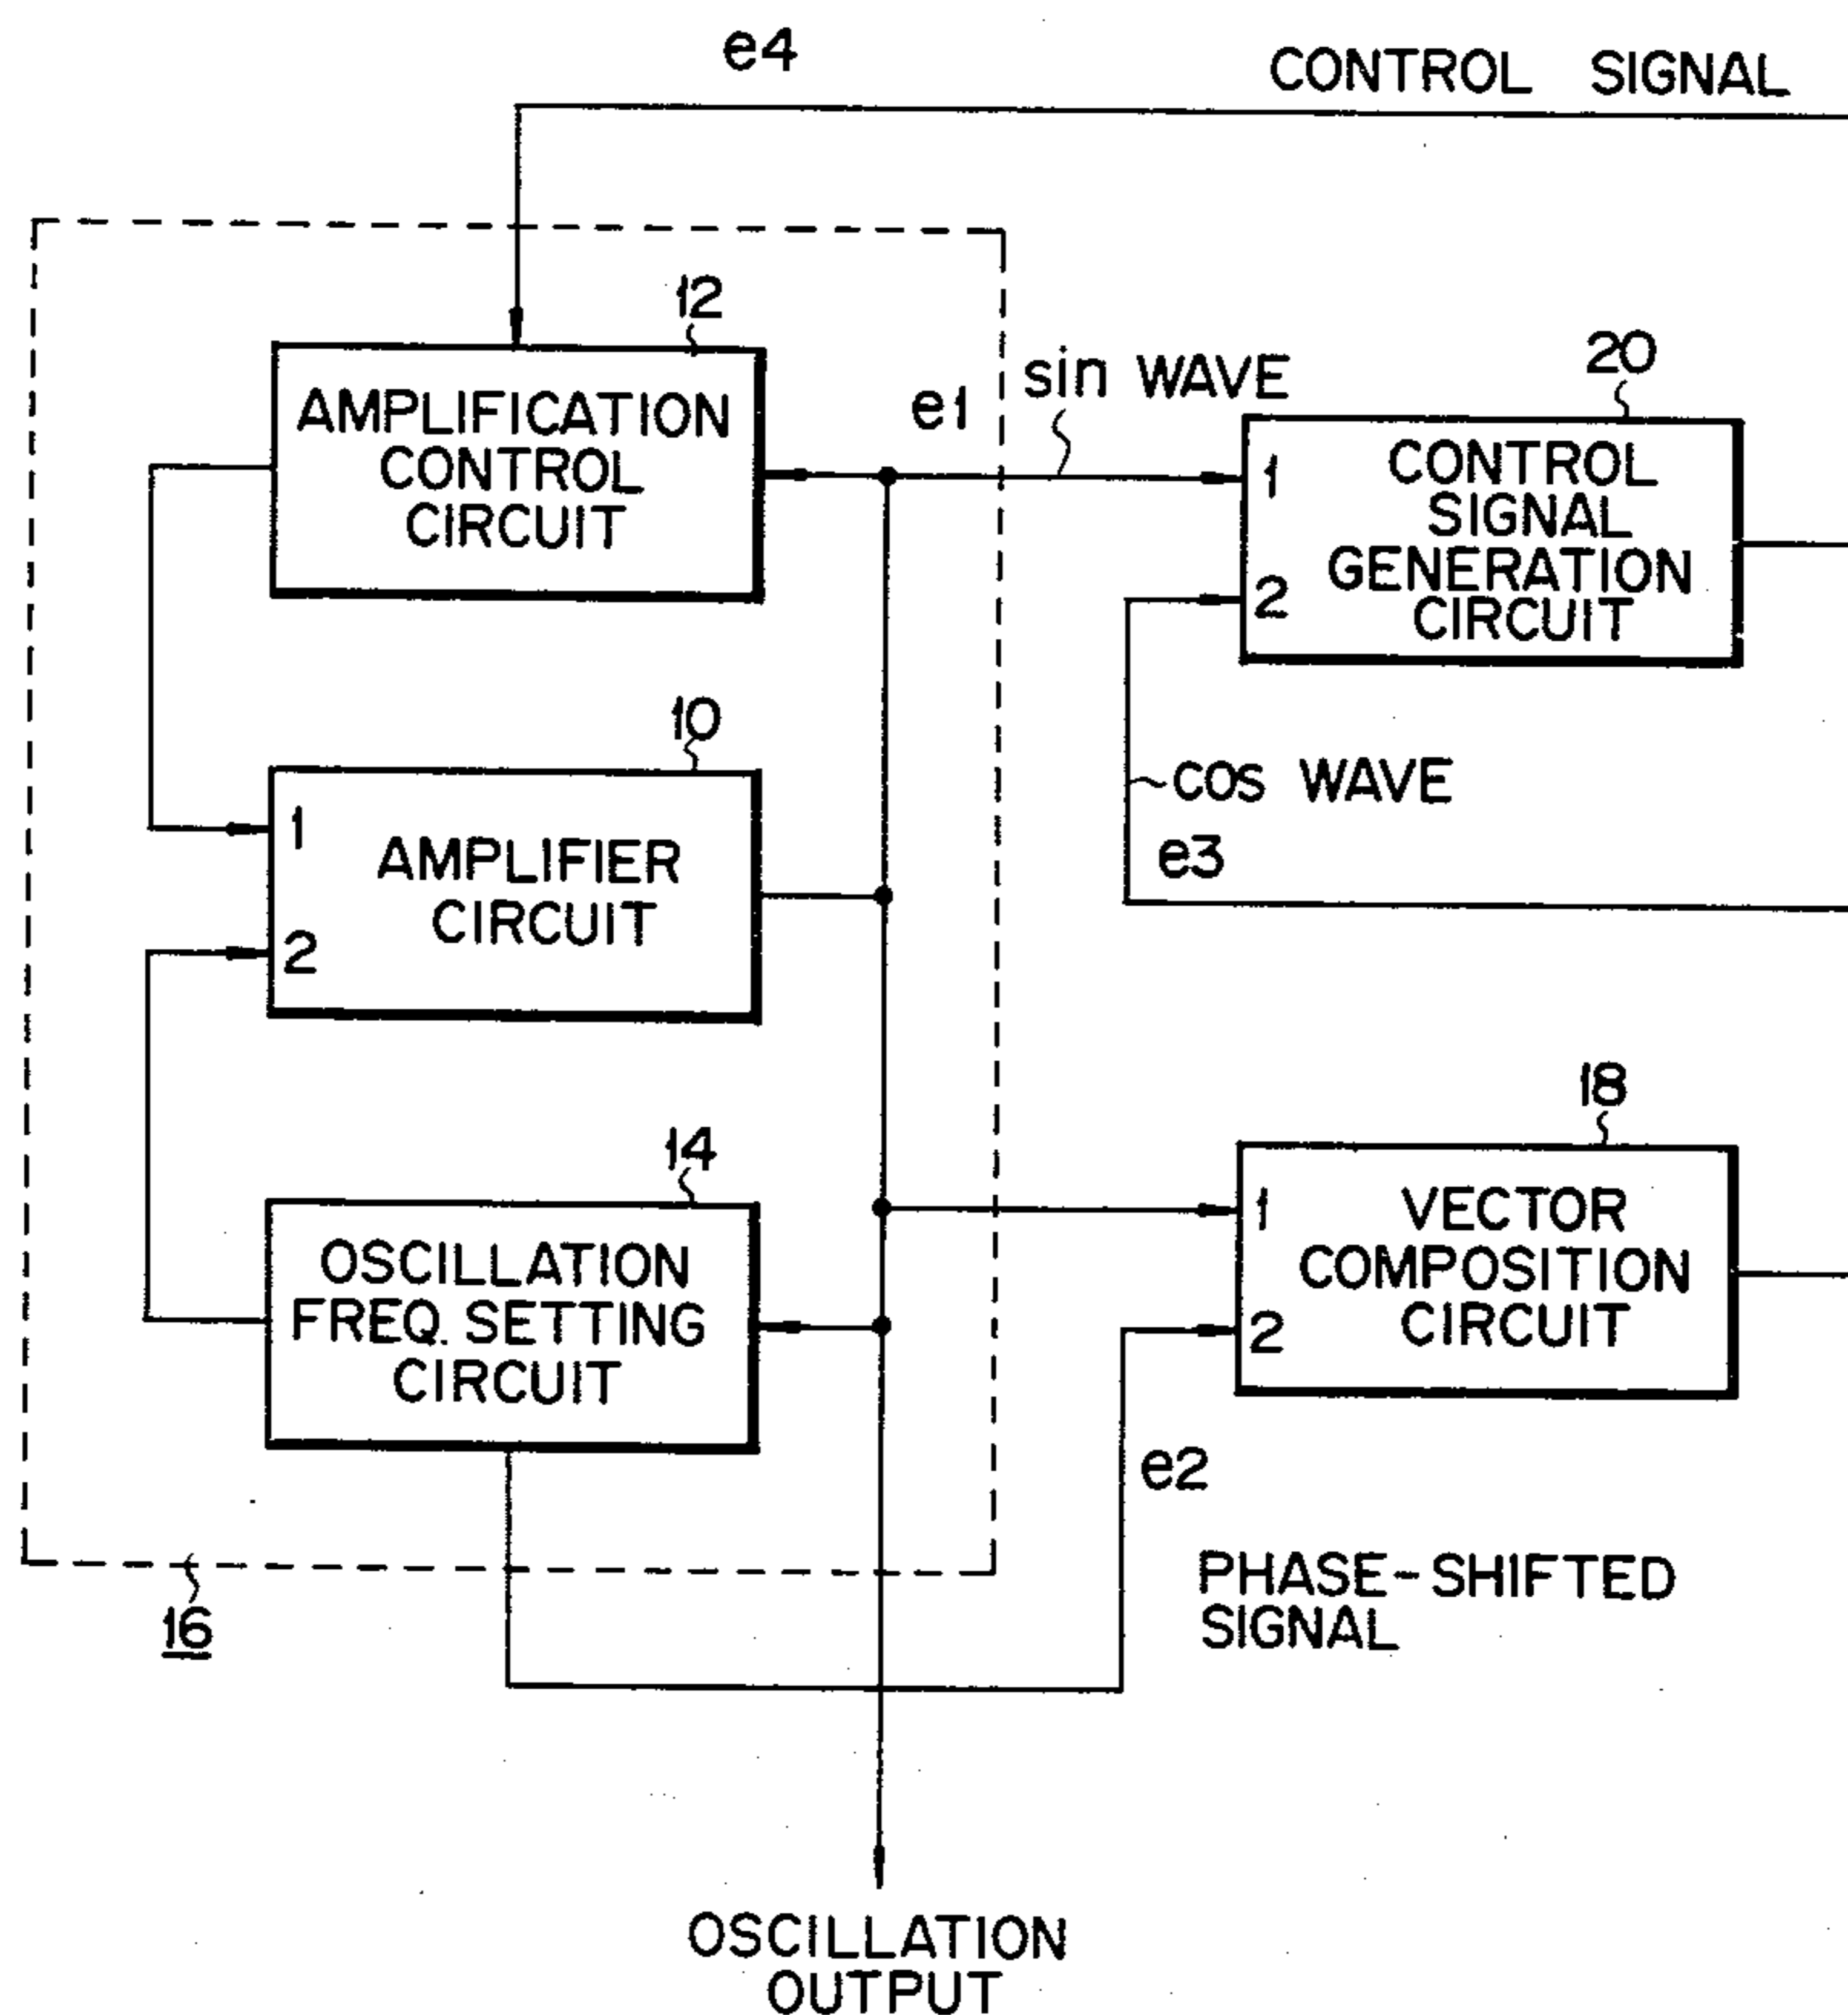 e4
CONTROL SIGNAL
12
AMPLIFICATION
CONTROL
CIRCUIT
e1
sin WAVE
20
1
2
CONTROL
SIGNAL
GENERATION
CIRCUIT
10
1
2
AMPLIFIER
CIRCUIT
COS WAVE
e3
14
OSCILLATION
FREQ. SETTING
CIRCUIT
18
1
2
VECTOR
COMPOSITION
CIRCUIT
e2
PHASE-SHIFTED
SIGNAL
16
OSCILLATION
OUTPUT